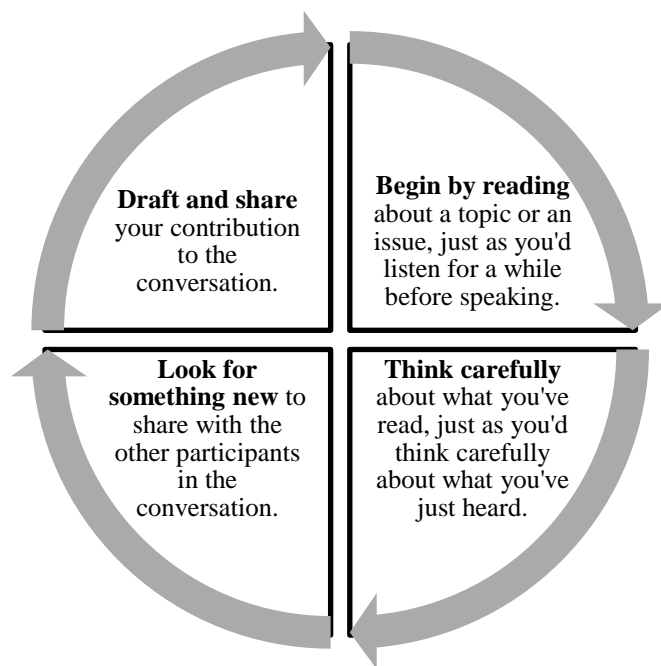 Draft and share
your contribution
to the
conversation.
Begin by reading
about a topic or an
issue, just as you'd
listen for a while
before speaking.
Look for
something new to
share with the
other participants
in the
conversation.
Think carefully
about what you've
read, just as you'd
think carefully
about what you've
just heard.